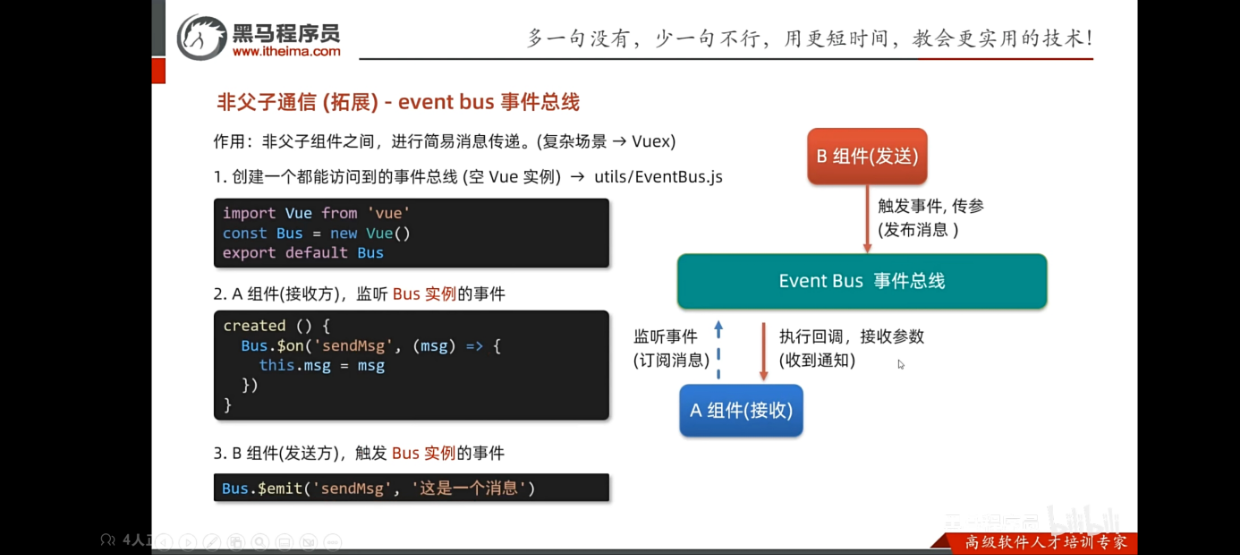 黑马程序员
www.itheima.com
多一句没有，少一句不行，用更短时间，教会更实用的技术！
非父子通信 (拓展) - event bus 事件总线
作用：非父子组件之间，进行简易消息传递。(复杂场景 → Vuex)
1. 创建一个都能访问到的事件总线 (空 Vue 实例) → utils/EventBus.js
import Vue from 'vue'
const Bus = new Vue()
export default Bus
2. A 组件(接收方)，监听 Bus 实例的事件
created () {
Bus.$on('sendMsg', (msg) => {
this.msg = msg
})
}
3. B 组件(发送方)，触发 Bus 实例的事件
Bus.$emit('sendMsg', '这是一个消息')
B 组件(发送)
触发事件, 传参
(发布消息 )
Event Bus 事件总线
监听事件
(订阅消息)
执行回调，接收参数
(收到通知)
A 组件(接收)
bilibili
高级软件人才培训专家
4人正